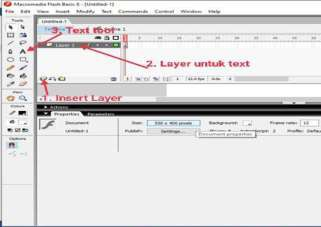 Macromedia Flash Basic 8 - [Untitled-1]
File Edit View Insert Modify Text Commands Control Window Help
Tools
Untitled-1
3. Text tool
Layer 1
2. Layer untuk text
View
1. Insert Layer
Actions
Colors
Properties Parameters
Document
Size: 550 x 400 pixels
Background:
Frame rate: 12
Untitled-1
Publish: Settings...
Document properties
Options